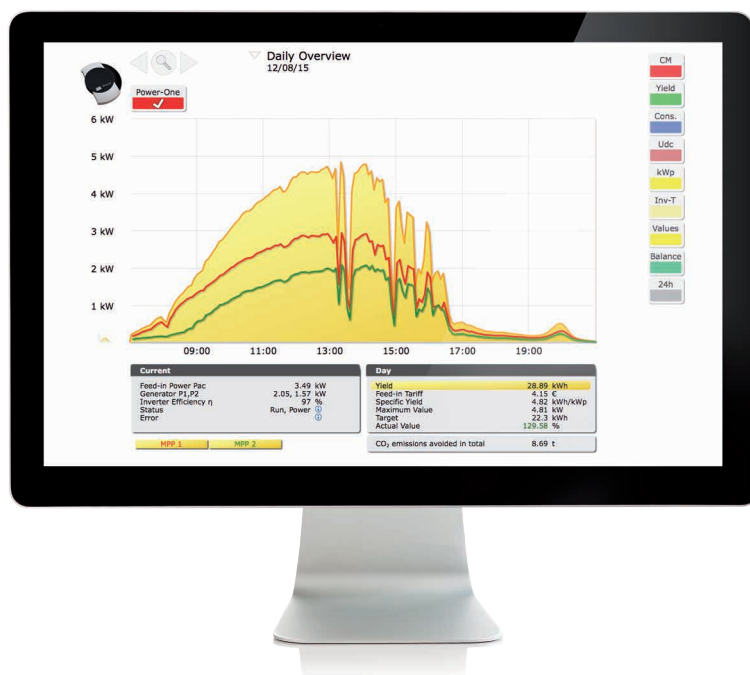 Daily Overview
12/08/15
Power-One
6 kW
5 kW
4 kW
3 kW
2 kW
1 kW
09:00 11:00 13:00 15:00 17:00 19:00
CM
Yield
Cons.
Udc
kWp
Inv-T
Values
Balance
24h
Current
Feed-in Power Pac 3.49 kW
Generator P1,P2 2.05, 1.57 kW
Inverter Efficiency η 97 %
Status Run, Power
Error
MPP 1 MPP 2
Day
Yield 28.89 kWh
Feed-in Tariff 4.15 €
Specific Yield 4.82 kWh/kWp
Maximum Value 4.81 kW
Target 22.3 kWh
Actual Value 129.58 %
CO₂ emissions avoided in total 8.69 t